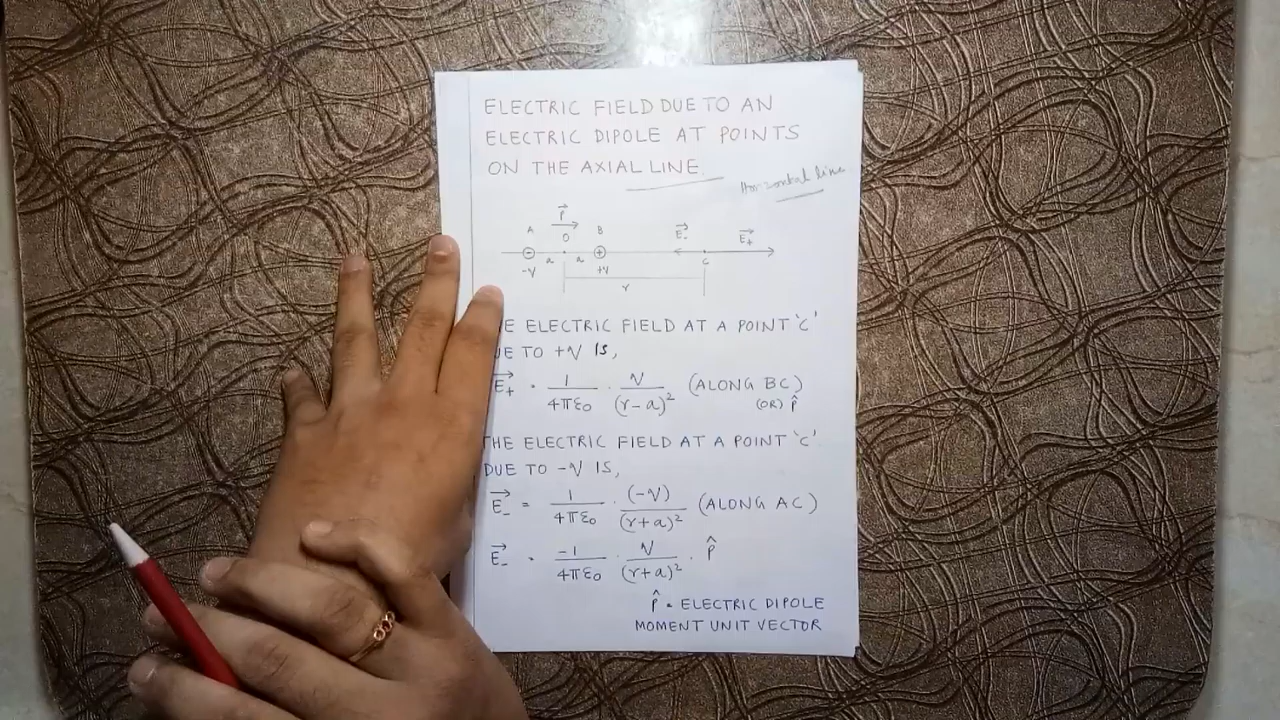 ELECTRIC FIELD DUE TO AN
ELECTRIC DIPOLE AT POINTS
ON THE AXIAL LINE.
Horizontal line
→p
A O B →E₋ →E₊
a a C
-q +q
r
E ELECTRIC FIELD AT A POINT 'C'
UE TO +q IS,
→E₊ = 1/4πε₀ · q/(r-a)² (ALONG BC)
(OR) p̂
THE ELECTRIC FIELD AT A POINT 'C'
DUE TO -q IS,
→E₋ = 1/4πε₀ · (-q)/(r+a)² (ALONG AC)
→E₋ = -1/4πε₀ · q/(r+a)² · p̂
p̂ = ELECTRIC DIPOLE
MOMENT UNIT VECTOR